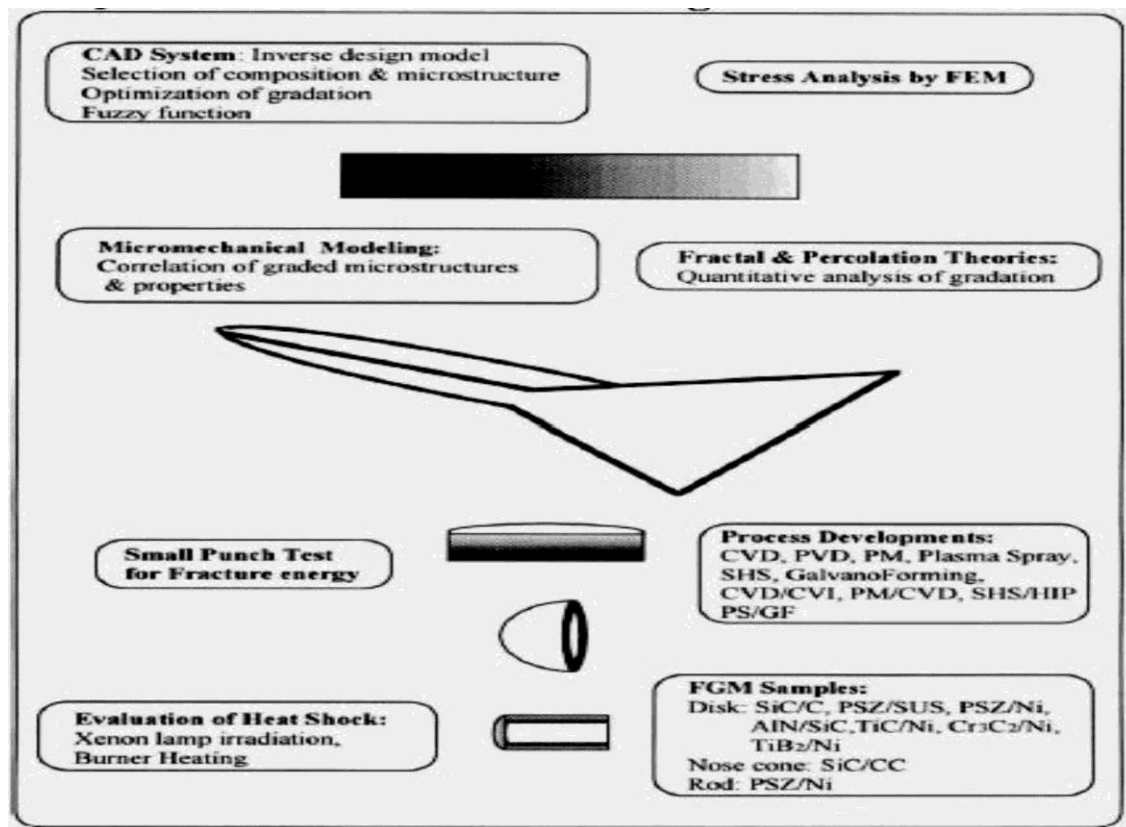 CAD System: Inverse design model
Selection of composition & microstructure
Optimization of gradation
Fuzzy function
Stress Analysis by FEM
Micromechanical Modeling:
Correlation of graded microstructures
& properties
Fractal & Percolation Theories:
Quantitative analysis of gradation
Small Punch Test
for Fracture energy
Process Developments:
CVD, PVD, PM, Plasma Spray,
SHS, GalvanoForming,
CVD/CVI, PM/CVD, SHS/HIP
PS/GF
Evaluation of Heat Shock:
Xenon lamp irradiation,
Burner Heating
FGM Samples:
Disk: SiC/C, PSZ/SUS, PSZ/Ni,
AlN/SiC,TiC/Ni, Cr3C2/Ni,
TiB2/Ni
Nose cone: SiC/CC
Rod: PSZ/Ni